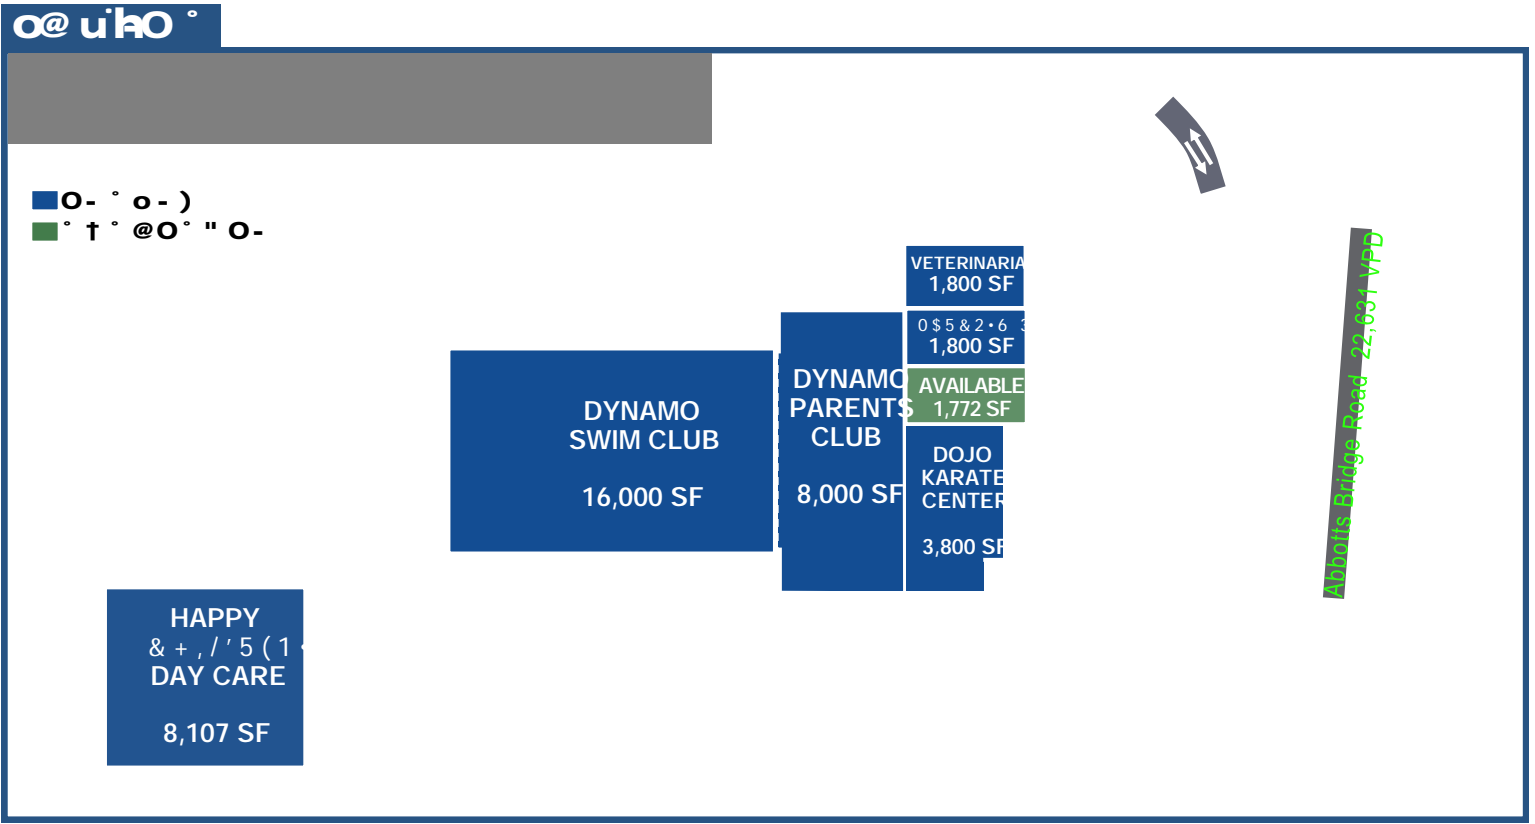 VETERINARIA
1,800 SF
1,800 SF
AVAILABLE
1,772 SF
DYNAMO
PARENTS
CLUB
8,000 SF
DYNAMO
SWIM CLUB
16,000 SF
DOJO
KARATE
CENTER
3,800 SF
HAPPY
DAY CARE
8,107 SF
Abbotts Bridge Road 22,631 VPD